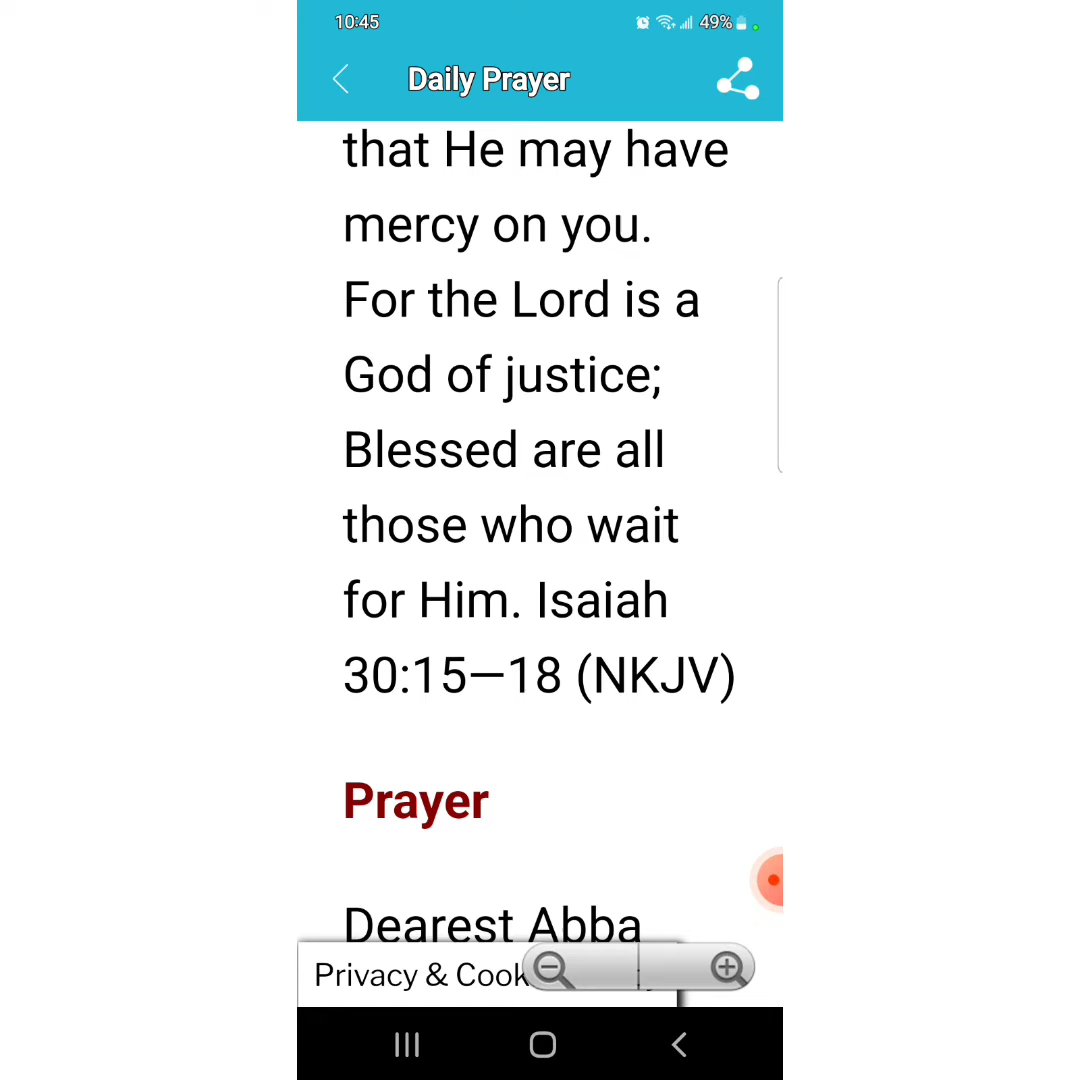 10:45
49%
Daily Prayer
that He may have
mercy on you.
For the Lord is a
God of justice;
Blessed are all
those who wait
for Him. Isaiah
30:15—18 (NKJV)
Prayer
Dearest Abba
Privacy &